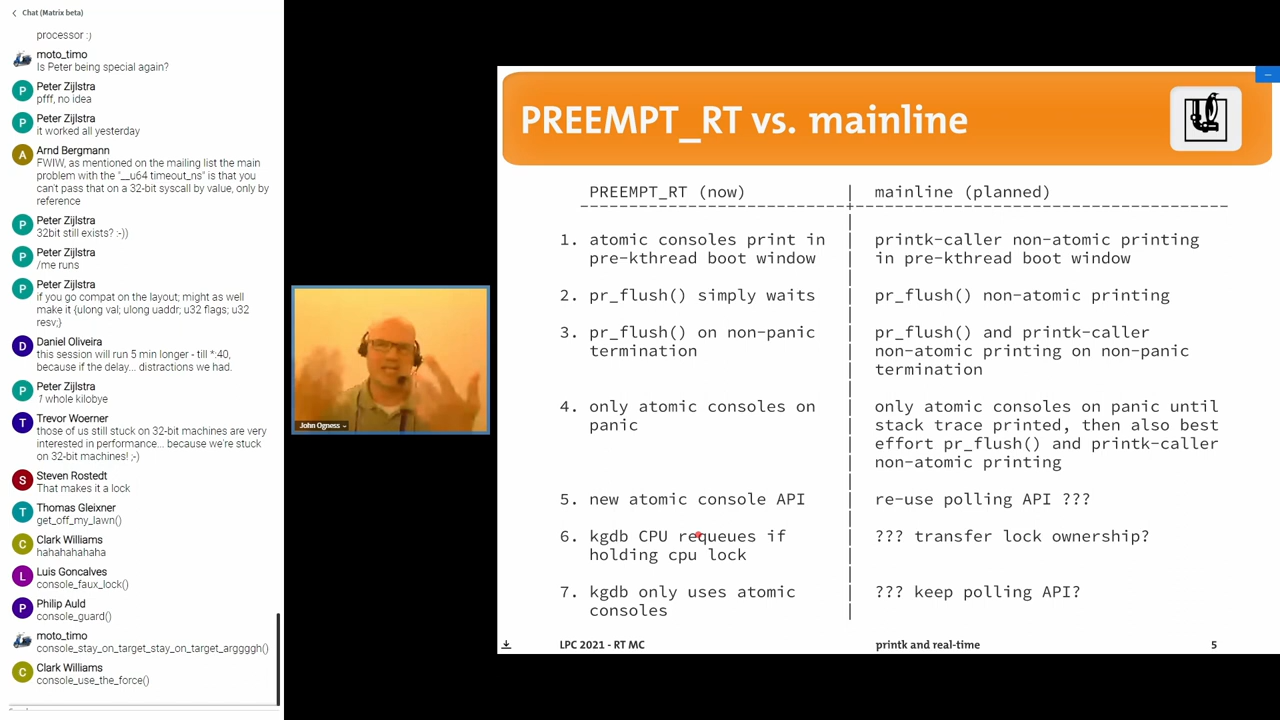 Chat (Matrix beta)
processor :)
moto_timo
Is Peter being special again?
Peter Zijlstra
pfff, no idea
Peter Zijlstra
it worked all yesterday
Arnd Bergmann
FWIW, as mentioned on the mailing list the main
problem with the "__u64 timeout_ns" is that you
can't pass that on a 32-bit syscall by value, only by
reference
Peter Zijlstra
32bit still exists? :-))
Peter Zijlstra
/me runs
Peter Zijlstra
if you go compat on the layout; might as well
make it {ulong val; ulong uaddr; u32 flags; u32
resv;}
Daniel Oliveira
this session will run 5 min longer - till *:40,
because if the delay... distractions we had.
Peter Zijlstra
1 whole kilobye
Trevor Woerner
those of us still stuck on 32-bit machines are very
interested in performance... because we're stuck
on 32-bit machines! ;-)
Steven Rostedt
That makes it a lock
Thomas Gleixner
get_off_my_lawn()
Clark Williams
hahahahahaha
Luis Goncalves
console_faux_lock()
Philip Auld
console_guard()
moto_timo
console_stay_on_target_stay_on_target_arggggh()
Clark Williams
console_use_the_force()
John Ogness
PREEMPT_RT vs. mainline
PREEMPT_RT (now) | mainline (planned)
1. atomic consoles print in | printk-caller non-atomic printing
pre-kthread boot window | in pre-kthread boot window
2. pr_flush() simply waits | pr_flush() non-atomic printing
3. pr_flush() on non-panic | pr_flush() and printk-caller
termination | non-atomic printing on non-panic
termination
4. only atomic consoles on | only atomic consoles on panic until
panic | stack trace printed, then also best
effort pr_flush() and printk-caller
non-atomic printing
5. new atomic console API | re-use polling API ???
6. kgdb CPU requeues if | ??? transfer lock ownership?
holding cpu lock
7. kgdb only uses atomic | ??? keep polling API?
consoles
LPC 2021 - RT MC printk and real-time 5